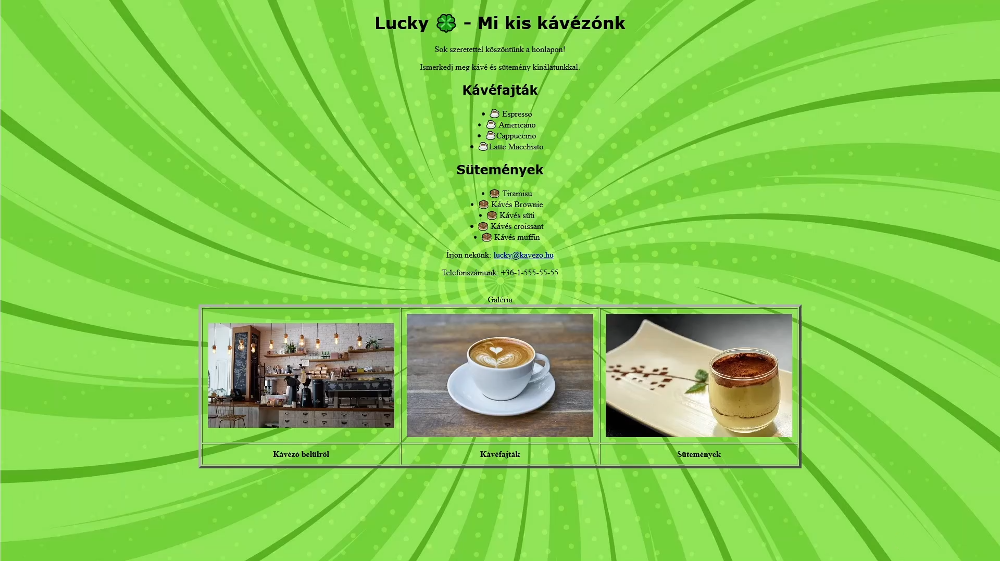 Lucky 🍀 - Mi kis kávézónk
Sok szeretettel köszöntünk a honlapon!
Ismerkedj meg kávé és sütemény kínálatunkkal.
Kávéfajták
• ☕ Espresso
• ☕ Americano
• ☕Cappuccino
• ☕Latte Macchiato
Sütemények
• Tiramisu
• Kávés Brownie
• Kávés süti
• Kávés croissant
• Kávés muffin
Írjon nekünk: lucky@kavezo.hu
Telefonszámunk: +36-1-555-55-55
Galéria
Kávézó belülről
Kávéfajták
Sütemények